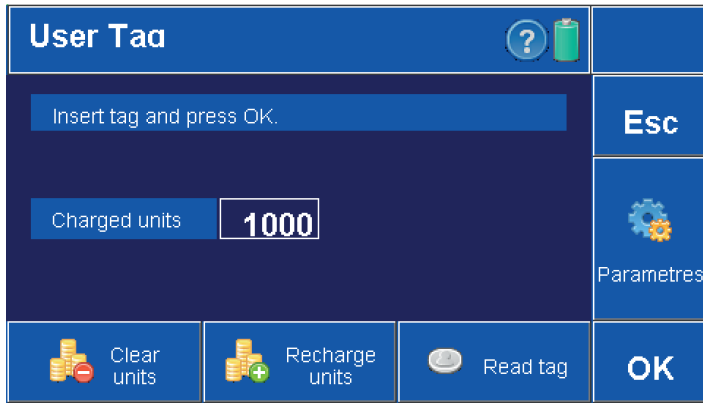 User Tag
?
Insert tag and press OK.
Esc
Charged units
1000
Parametres
Clear
units
Recharge
units
Read tag
OK